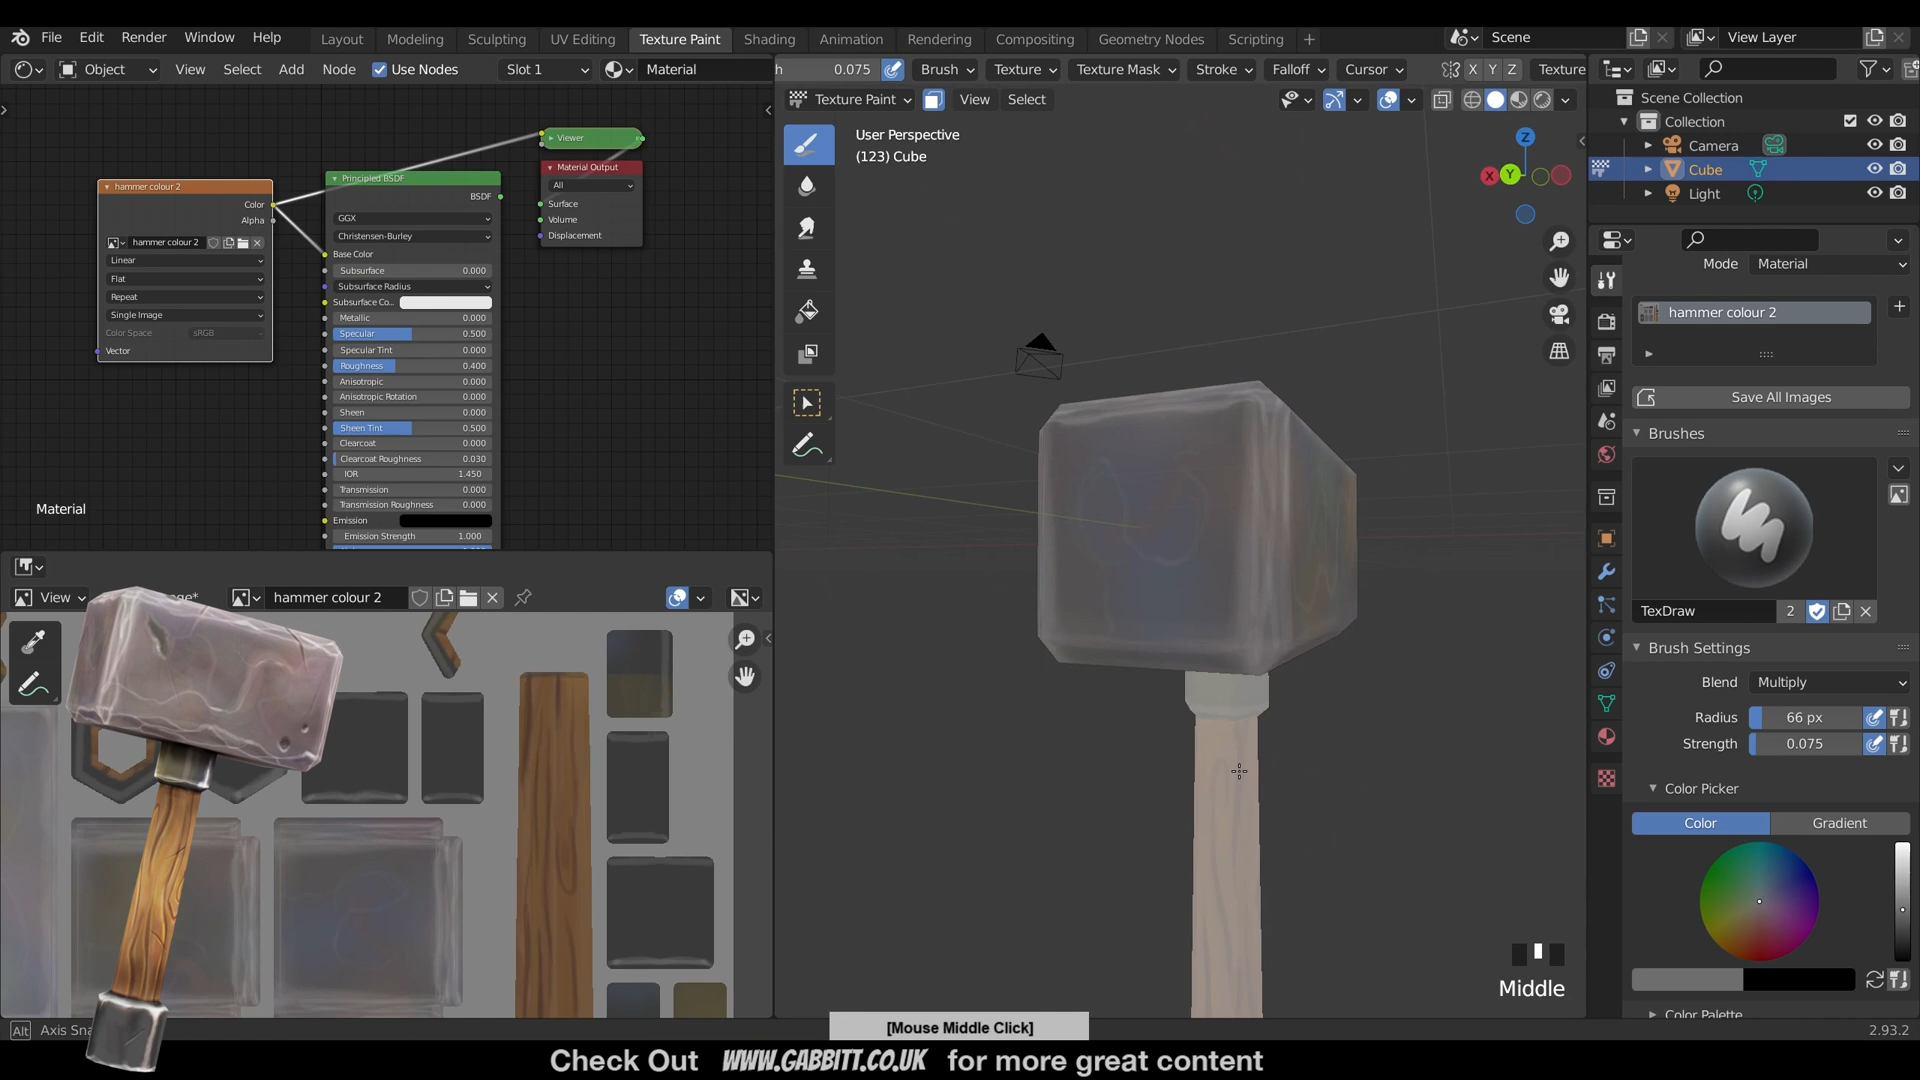 File Edit Render Window Help
Layout Modeling Sculpting UV Editing Texture Paint Shading Animation Rendering Compositing Geometry Nodes Scripting +
Scene
View Layer
Object View Select Add Node Use Nodes Slot 1 Material
0.075 Brush Texture Texture Mask Stroke Falloff Cursor X Y Z Texture
Texture Paint View Select
User Perspective
(123) Cube
Z
X Y
Scene Collection
Collection
Camera
Cube
Light
Viewer
Material Output
All
Surface
Volume
Displacement
hammer colour 2
Color
Alpha
hammer colour 2
Linear
Flat
Repeat
Single Image
Color Space sRGB
Vector
Principled BSDF
BSDF
GGX
Christensen-Burley
Base Color
Subsurface 0.000
Subsurface Radius
Subsurface Co...
Metallic 0.000
Specular 0.500
Specular Tint 0.000
Roughness 0.400
Anisotropic 0.000
Anisotropic Rotation 0.000
Sheen 0.000
Sheen Tint 0.500
Clearcoat 0.000
Clearcoat Roughness 0.030
IOR 1.450
Transmission 0.000
Transmission Roughness 0.000
Emission
Emission Strength 1.000
Material
View
hammer colour 2
Mode Material
hammer colour 2
Save All Images
Brushes
TexDraw 2
Brush Settings
Blend Multiply
Radius 66 px
Strength 0.075
Color Picker
Color Gradient
Color Palette
Middle
[Mouse Middle Click]
Alt Axis Sna
2.93.2
Check Out WWW.GABBITT.CO.UK for more great content